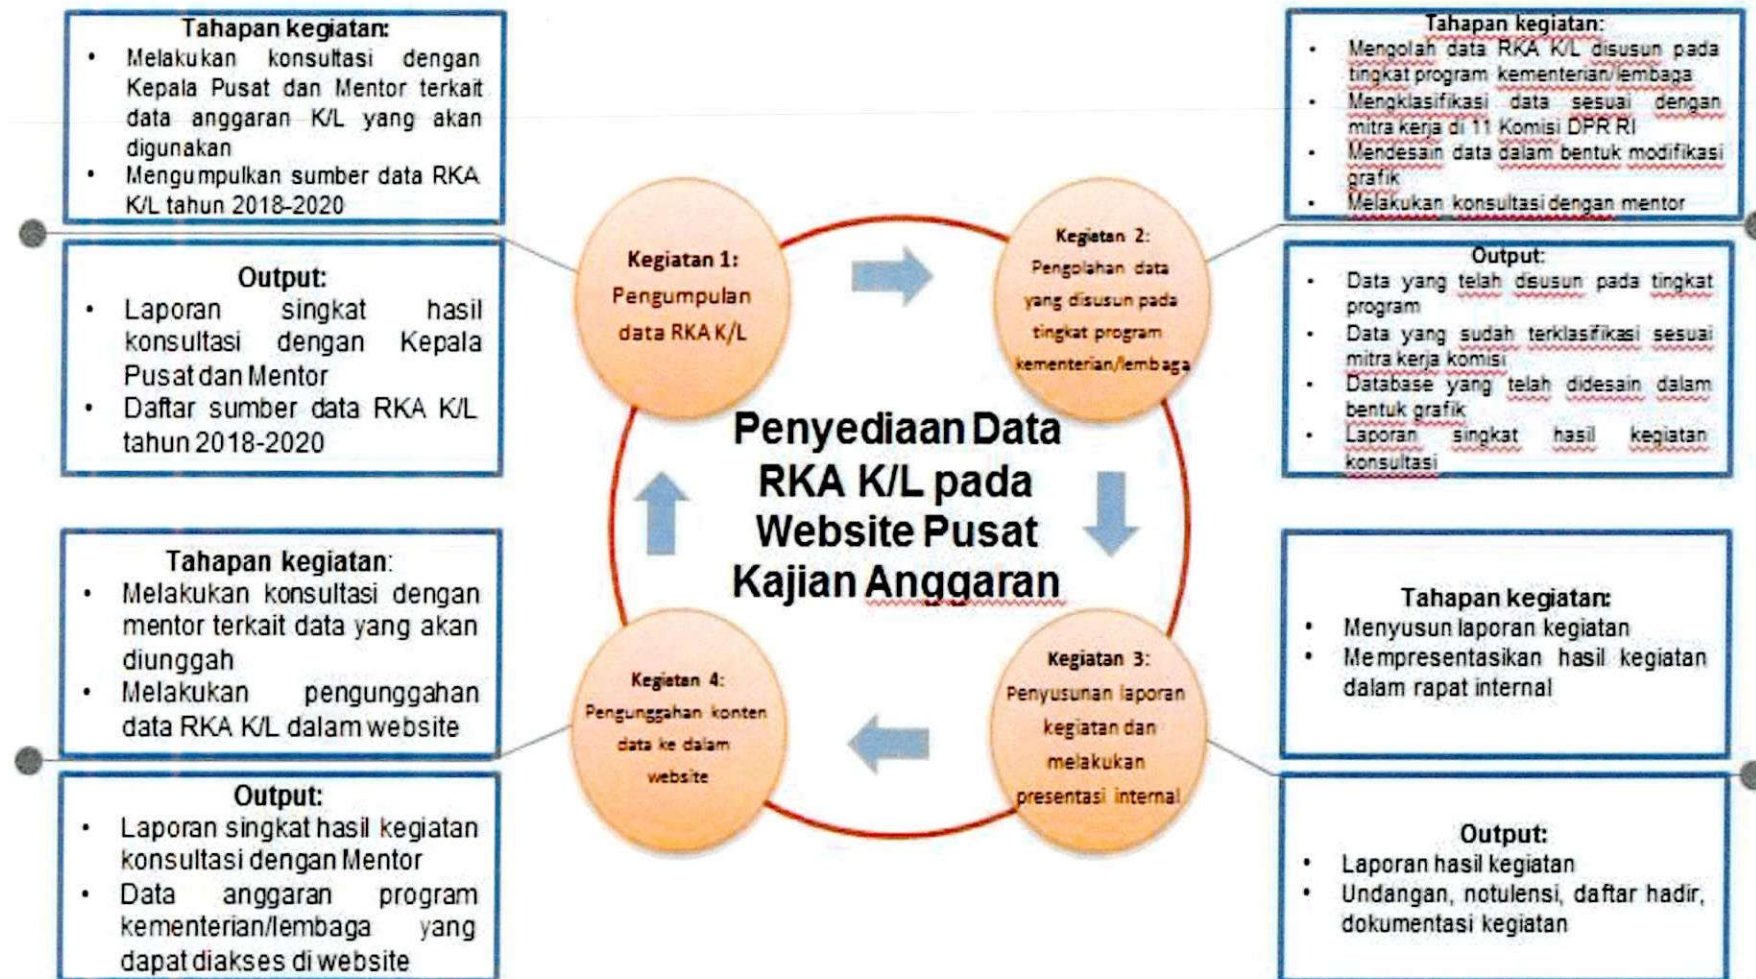 Tahapan kegiatan:
• Melakukan konsultasi dengan
Kepala Pusat dan Mentor terkait
data anggaran K/L yang akan
digunakan
• Mengumpulkan sumber data RKA
K/L tahun 2018-2020
Output:
• Laporan singkat hasil
konsultasi dengan Kepala
Pusat dan Mentor
• Daftar sumber data RKA K/L
tahun 2018-2020
Kegiatan 1:
Pengumpulan
data RKA K/L
Kegiatan 2:
Pengolahan data
yang disusun pada
tingkat program
kementerian/lembaga
Tahapan kegiatan:
• Mengolah data RKA K/L disusun pada
tingkat program kementerian/lembaga
• Mengklasifikasi data sesuai dengan
mitra kerja di 11 Komisi DPR RI
• Mendesain data dalam bentuk modifikasi
grafik
• Melakukan konsultasi dengan mentor
Output:
• Data yang telah disusun pada tingkat
program
• Data yang sudah terklasifikasi sesuai
mitra kerja komisi
• Database yang telah didesain dalam
bentuk grafik
• Laporan singkat hasil kegiatan
konsultasi
Penyediaan Data
RKA K/L pada
Website Pusat
Kajian Anggaran
Tahapan kegiatan:
• Melakukan konsultasi dengan
mentor terkait data yang akan
diunggah
• Melakukan pengunggahan
data RKA K/L dalam website
Output:
• Laporan singkat hasil kegiatan
konsultasi dengan Mentor
• Data anggaran program
kementerian/lembaga yang
dapat diakses di website
Kegiatan 4:
Pengunggahan konten
data ke dalam
website
Kegiatan 3:
Penyusunan laporan
kegiatan dan
melakukan
presentasi internal
Tahapan kegiatan:
• Menyusun laporan kegiatan
• Mempresentasikan hasil kegiatan
dalam rapat internal
Output:
• Laporan hasil kegiatan
• Undangan, notulensi, daftar hadir,
dokumentasi kegiatan